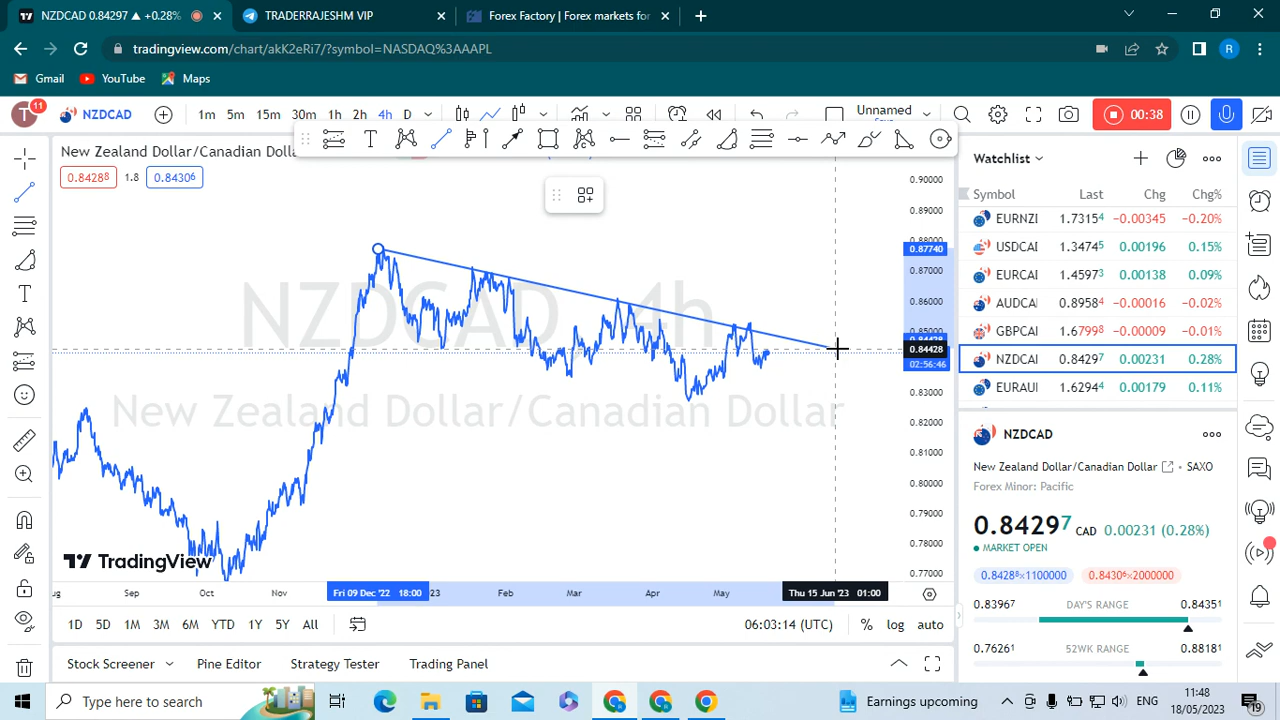 NZDCAD 0.84297 ▲ +0.28%
TRADERRAJESHM VIP
Forex Factory | Forex markets for
tradingview.com/chart/akK2eRi7/?symbol=NASDAQ%3AAAPL
R
Gmail
YouTube
Maps
T
11
NZDCAD
1m 5m 15m 30m 1h 2h 4h D
Unnamed
Save
00:38
New Zealand Dollar/Canadian Dolla
0.84288
1.8
0.84306
NZDCAD 4h
New Zealand Dollar/Canadian Dollar
TradingView
0.90000
0.89000
0.88000
0.87740
0.87000
0.86000
0.85000
0.84428
02:56:46
0.83000
0.82000
0.81000
0.80000
0.79000
0.78000
0.77000
ug
Sep
Oct
Nov
Fri 09 Dec '22 18:00
23
Feb
Mar
Apr
May
Thu 15 Jun '23 01:00
1D 5D 1M 3M 6M YTD 1Y 5Y All
06:03:14 (UTC)
% log auto
Stock Screener
Pine Editor
Strategy Tester
Trading Panel
Watchlist
Symbol Last Chg Chg%
EURNZI 1.73154 −0.00345 −0.20%
USDCAI 1.34745 0.00196 0.15%
EURCAI 1.45973 0.00138 0.09%
AUDCAI 0.89584 −0.00016 −0.02%
GBPCAI 1.67998 −0.00009 −0.01%
NZDCAI 0.84297 0.00231 0.28%
EURAUI 1.62944 0.00179 0.11%
NZDCAD
New Zealand Dollar/Canadian Dollar • SAXO
Forex Minor: Pacific
0.84297 CAD 0.00231 (0.28%)
MARKET OPEN
0.84288×1100000
0.84306×2000000
0.83967 DAY'S RANGE 0.84351
0.76261 52WK RANGE 0.88181
Type here to search
Earnings upcoming
ENG
11:48
18/05/2023
19